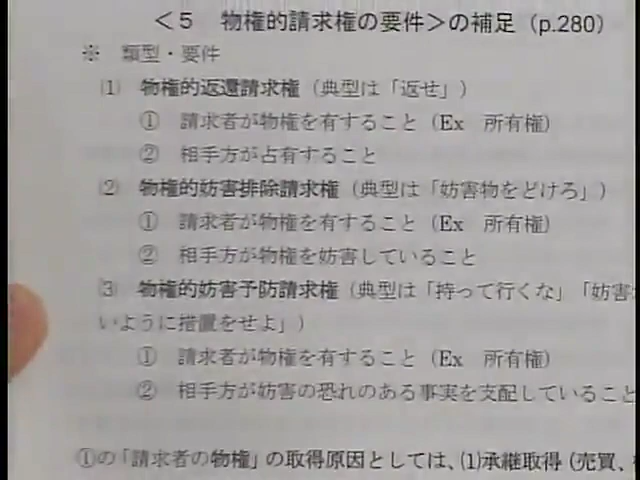 <5 物権的請求権の要件>の補足 (p.280)
※ 類型・要件
(1) 物権的返還請求権(典型は「返せ」)
① 請求者が物権を有すること(Ex 所有権)
② 相手方が占有すること
(2) 物権的妨害排除請求権(典型は「妨害物をどけろ」)
① 請求者が物権を有すること(Ex 所有権)
② 相手方が物権を妨害していること
(3) 物権的妨害予防請求権(典型は「持って行くな」「妨害
いように措置をせよ」)
① 請求者が物権を有すること(Ex 所有権)
② 相手方が妨害の恐れのある事実を支配していること
①の「請求者の物権」の取得原因としては、(1)承継取得(売買、